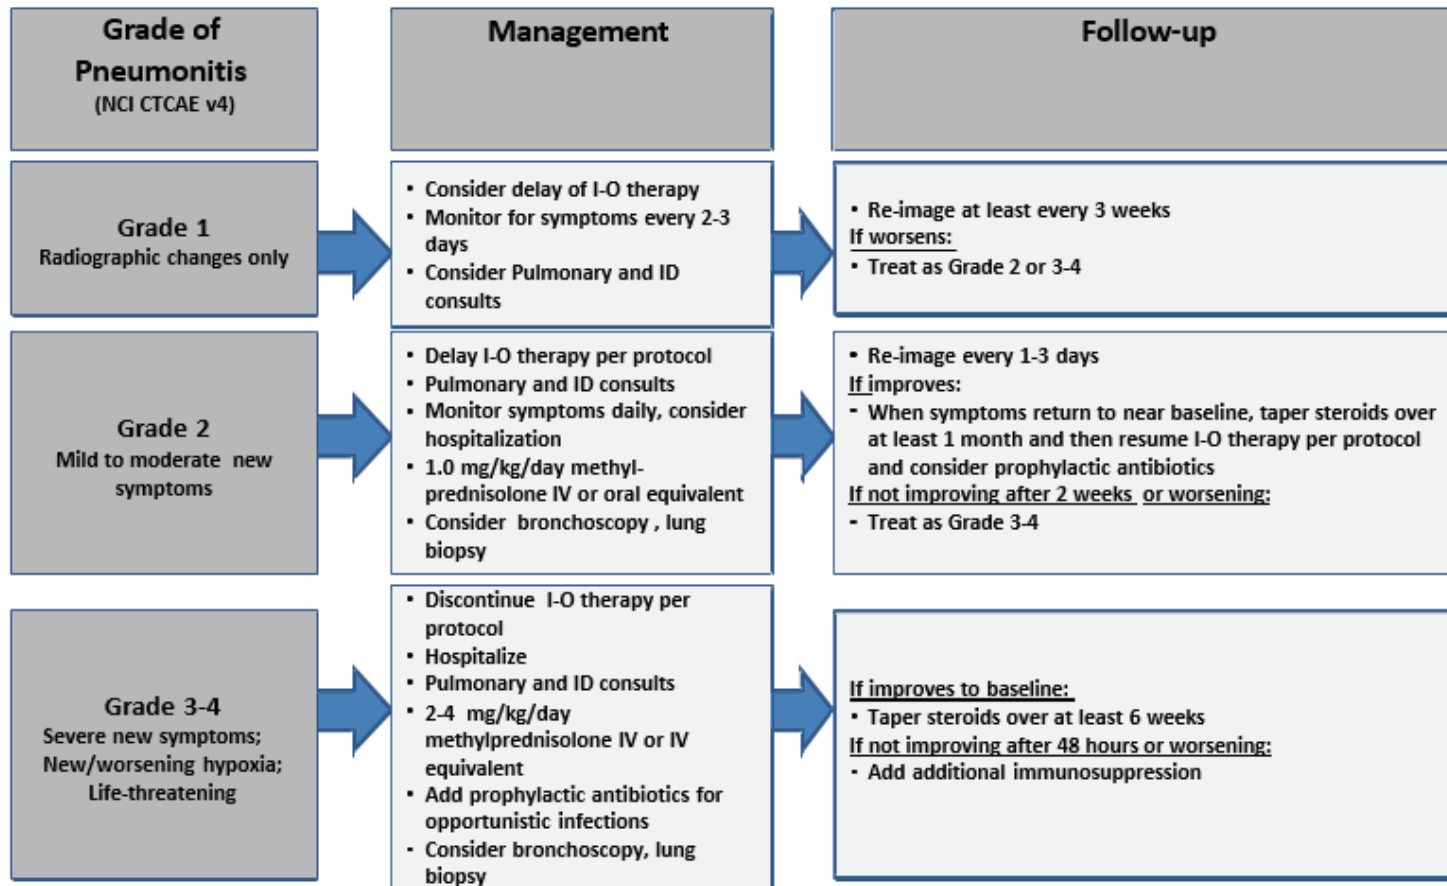 Grade of
Pneumonitis
(NCI CTCAE v4)
Management
Follow-up
Grade 1
Radiographic changes only
• Consider delay of I-O therapy
• Monitor for symptoms every 2-3
days
• Consider Pulmonary and ID
consults
• Re-image at least every 3 weeks
If worsens:
• Treat as Grade 2 or 3-4
Grade 2
Mild to moderate new
symptoms
• Delay I-O therapy per protocol
• Pulmonary and ID consults
• Monitor symptoms daily, consider
hospitalization
• 1.0 mg/kg/day methyl-
prednisolone IV or oral equivalent
• Consider bronchoscopy , lung
biopsy
• Re-image every 1-3 days
If improves:
- When symptoms return to near baseline, taper steroids over
at least 1 month and then resume I-O therapy per protocol
and consider prophylactic antibiotics
If not improving after 2 weeks or worsening:
- Treat as Grade 3-4
Grade 3-4
Severe new symptoms;
New/worsening hypoxia;
Life-threatening
• Discontinue I-O therapy per
protocol
• Hospitalize
• Pulmonary and ID consults
• 2-4 mg/kg/day
methylprednisolone IV or IV
equivalent
• Add prophylactic antibiotics for
opportunistic infections
• Consider bronchoscopy, lung
biopsy
If improves to baseline:
• Taper steroids over at least 6 weeks
If not improving after 48 hours or worsening:
- Add additional immunosuppression